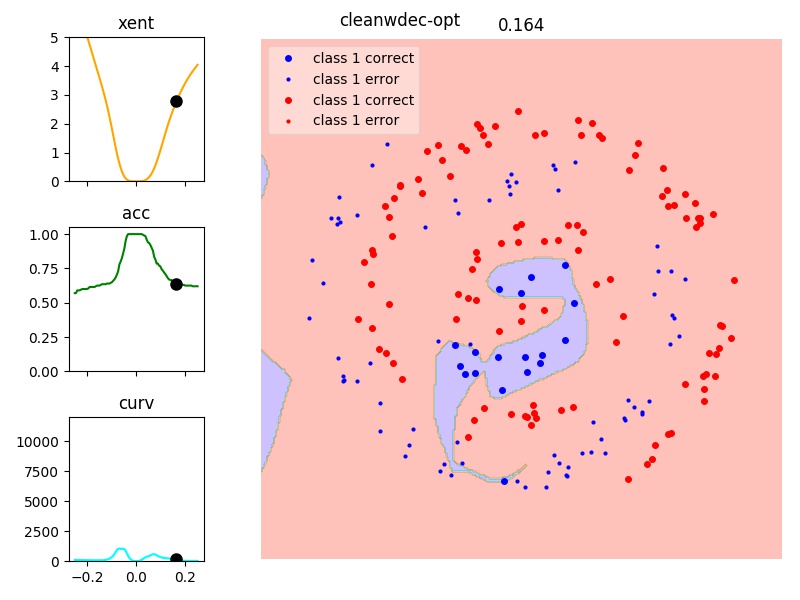 xent
5
4
3
2
1
0
acc
1.00
0.75
0.50
0.25
0.00
curv
10000
7500
5000
2500
0
−0.2 0.0 0.2
cleanwdec-opt 0.164
class 1 correct
class 1 error
class 1 correct
class 1 error